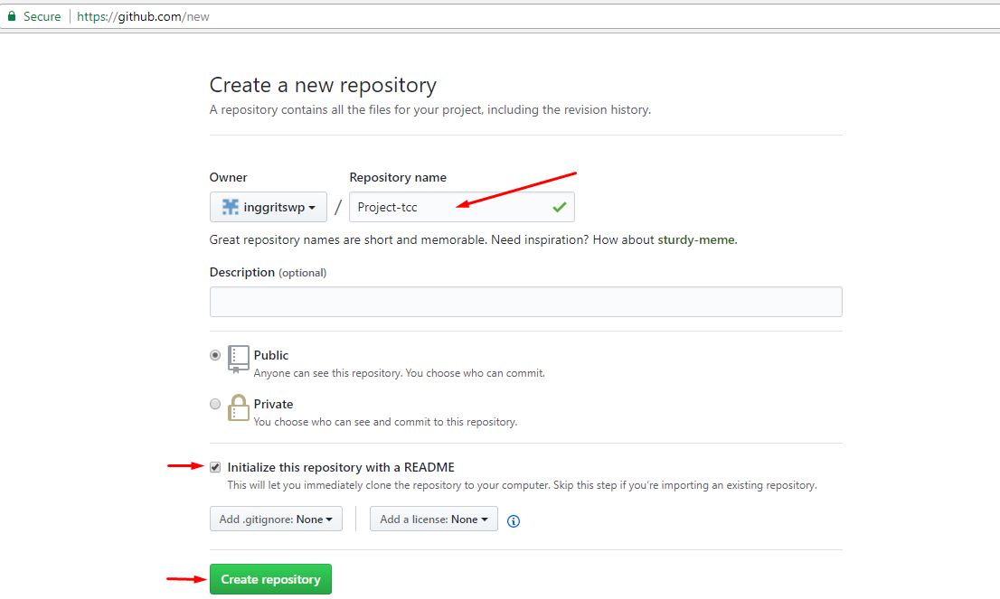 Secure https://github.com/new
Create a new repository
A repository contains all the files for your project, including the revision history.
Owner Repository name
inggritswp / Project-tcc
Great repository names are short and memorable. Need inspiration? How about sturdy-meme.
Description (optional)
Public
Anyone can see this repository. You choose who can commit.
Private
You choose who can see and commit to this repository.
Initialize this repository with a README
This will let you immediately clone the repository to your computer. Skip this step if you’re importing an existing repository.
Add .gitignore: None Add a license: None
Create repository